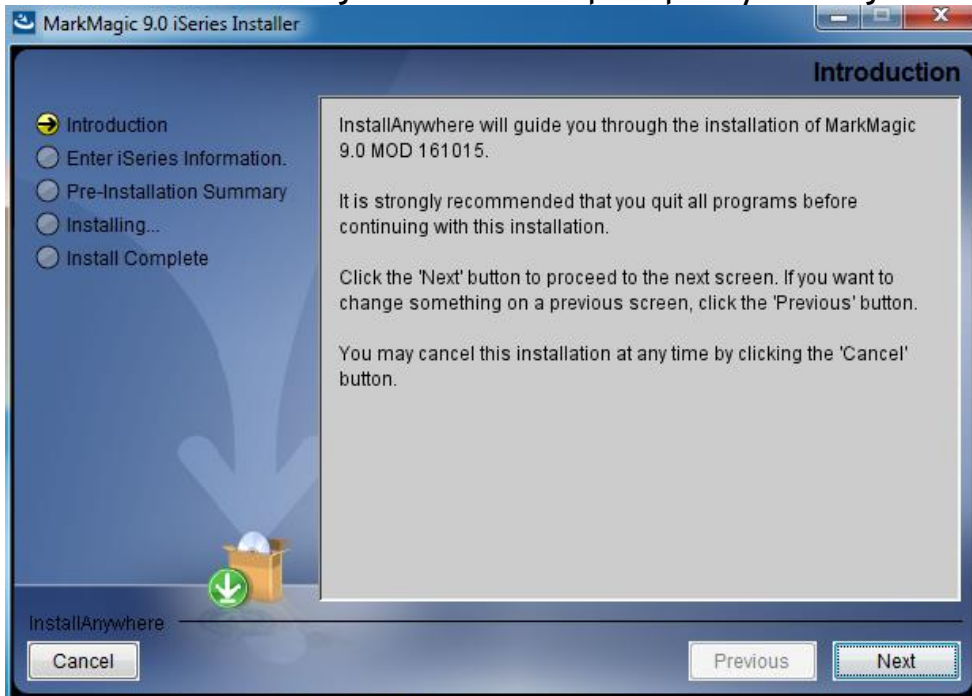 MarkMagic 9.0 iSeries Installer
Introduction
Introduction
Enter iSeries Information.
Pre-Installation Summary
Installing...
Install Complete
InstallAnywhere will guide you through the installation of MarkMagic
9.0 MOD 161015.
It is strongly recommended that you quit all programs before
continuing with this installation.
Click the 'Next' button to proceed to the next screen. If you want to
change something on a previous screen, click the 'Previous' button.
You may cancel this installation at any time by clicking the 'Cancel'
button.
InstallAnywhere
Cancel
Previous
Next